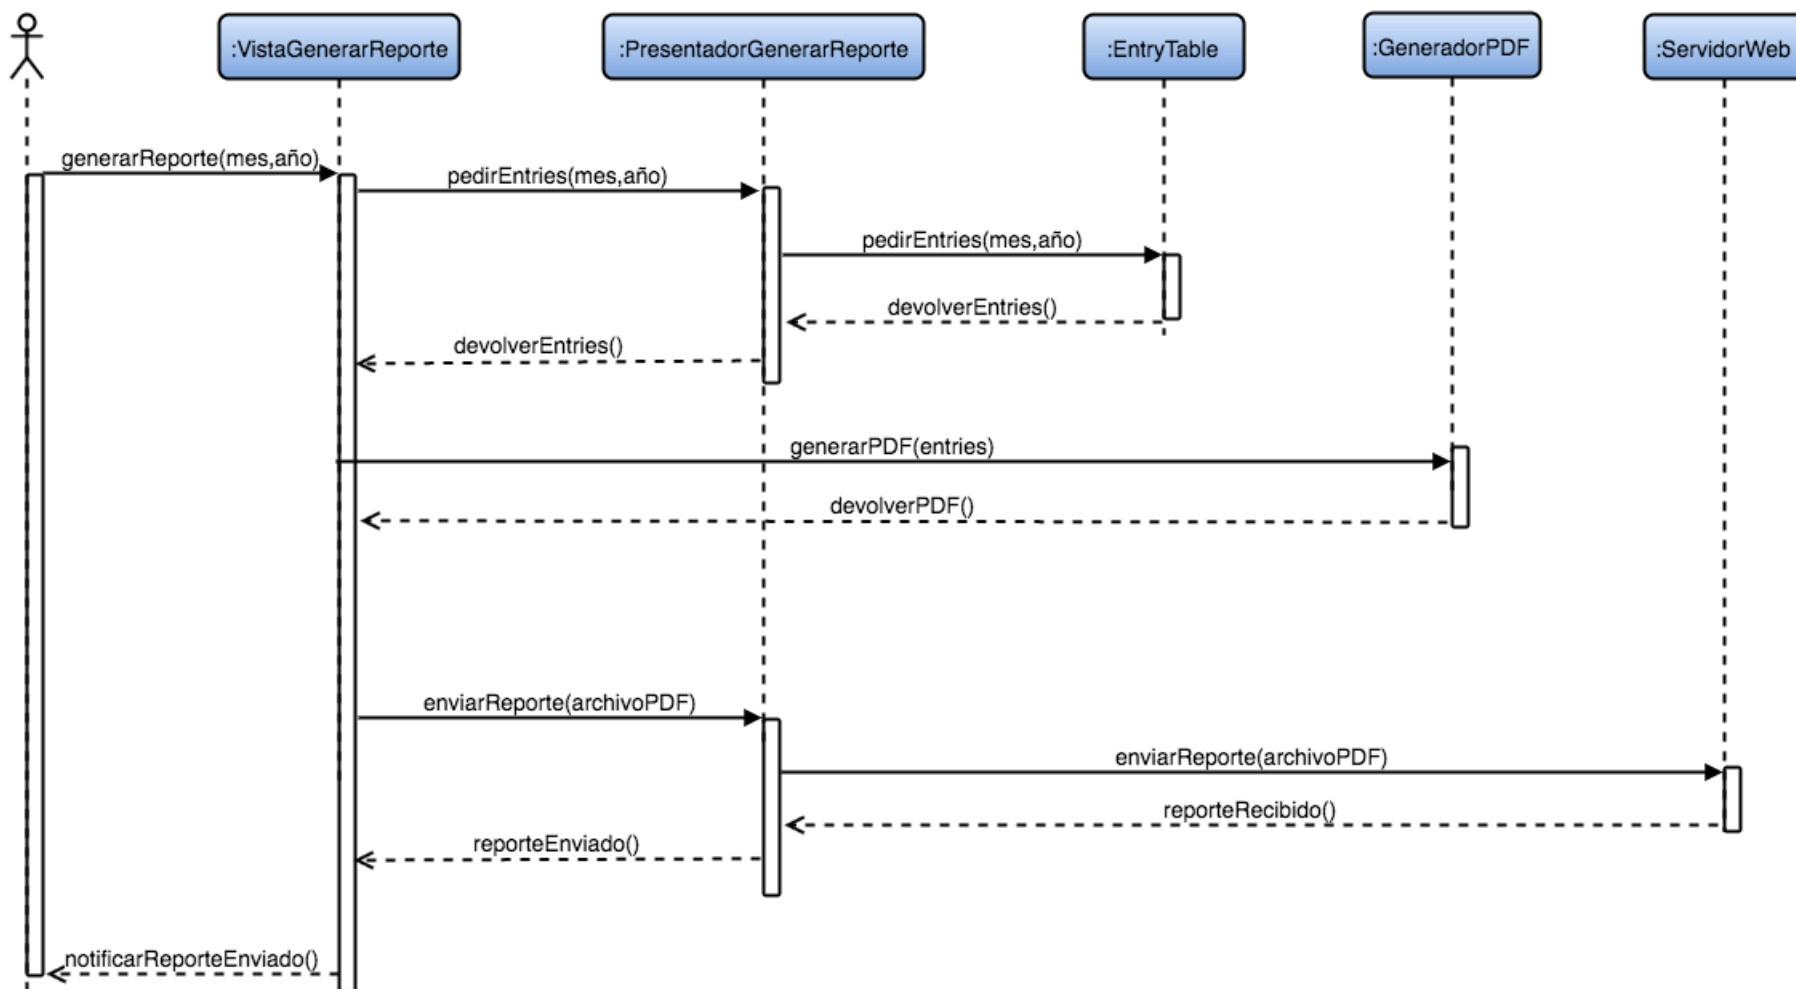 :VistaGenerarReporte
:PresentadorGenerarReporte
:EntryTable
:GeneradorPDF
:ServidorWeb
generarReporte(mes,año)
pedirEntries(mes,año)
pedirEntries(mes,año)
devolverEntries()
devolverEntries()
generarPDF(entries)
devolverPDF()
enviarReporte(archivoPDF)
enviarReporte(archivoPDF)
reporteRecibido()
reporteEnviado()
notificarReporteEnviado()